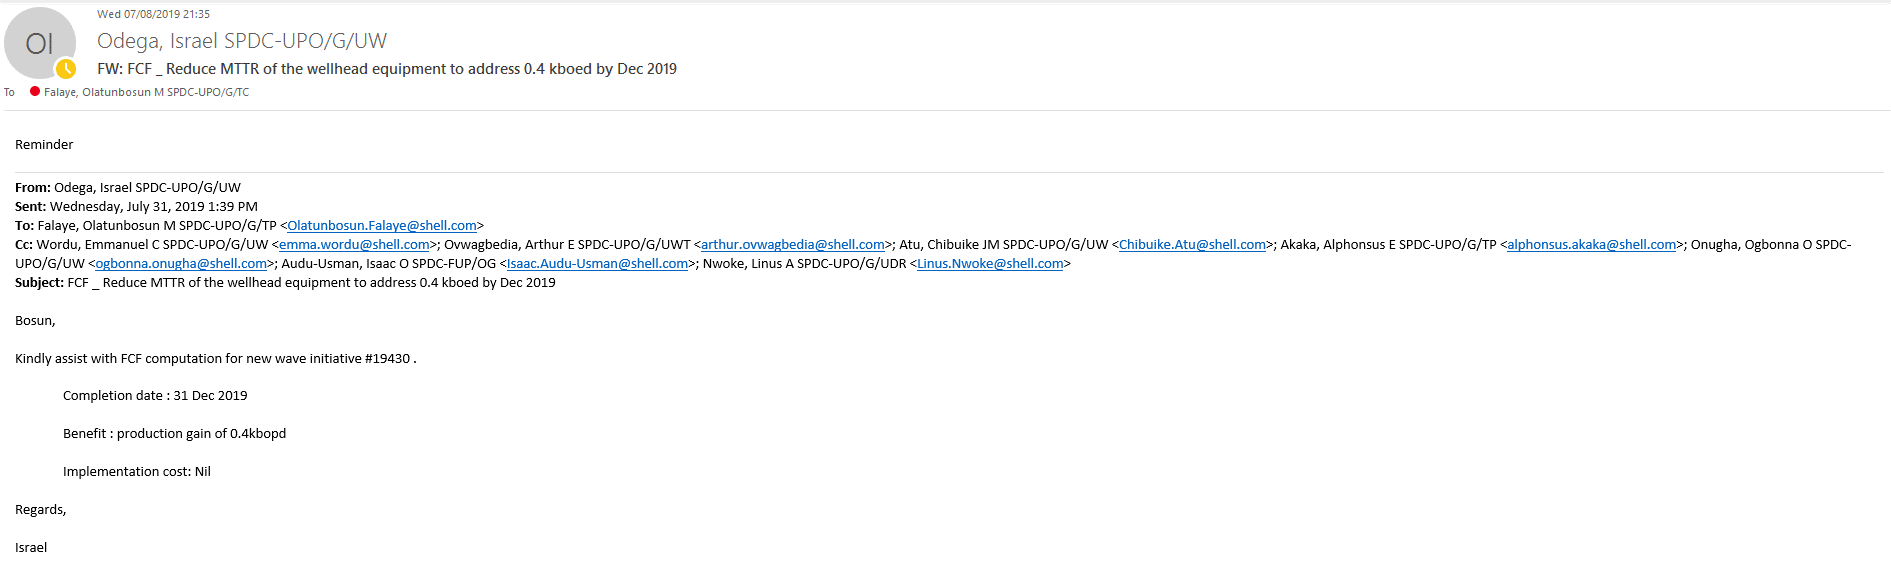 Wed 07/08/2019 21:35
OI
Odega, Israel SPDC-UPO/G/UW
FW: FCF _ Reduce MTTR of the wellhead equipment to address 0.4 kboed by Dec 2019
To Falaye, Olatunbosun M SPDC-UPO/G/TC
Reminder
From: Odega, Israel SPDC-UPO/G/UW
Sent: Wednesday, July 31, 2019 1:39 PM
To: Falaye, Olatunbosun M SPDC-UPO/G/TP <Olatunbosun.Falaye@shell.com>
Cc: Wordu, Emmanuel C SPDC-UPO/G/UW <emma.wordu@shell.com>; Ovwagbedia, Arthur E SPDC-UPO/G/UWT <arthur.ovwagbedia@shell.com>; Atu, Chibuike JM SPDC-UPO/G/UW <Chibuike.Atu@shell.com>; Akaka, Alphonsus E SPDC-UPO/G/TP <alphonsus.akaka@shell.com>; Onugha, Ogbonna O SPDC-
UPO/G/UW <ogbonna.onugha@shell.com>; Audu-Usman, Isaac O SPDC-FUP/OG <Isaac.Audu-Usman@shell.com>; Nwoke, Linus A SPDC-UPO/G/UDR <Linus.Nwoke@shell.com>
Subject: FCF _ Reduce MTTR of the wellhead equipment to address 0.4 kboed by Dec 2019
Bosun,
Kindly assist with FCF computation for new wave initiative #19430 .
Completion date : 31 Dec 2019
Benefit : production gain of 0.4kbopd
Implementation cost: Nil
Regards,
Israel